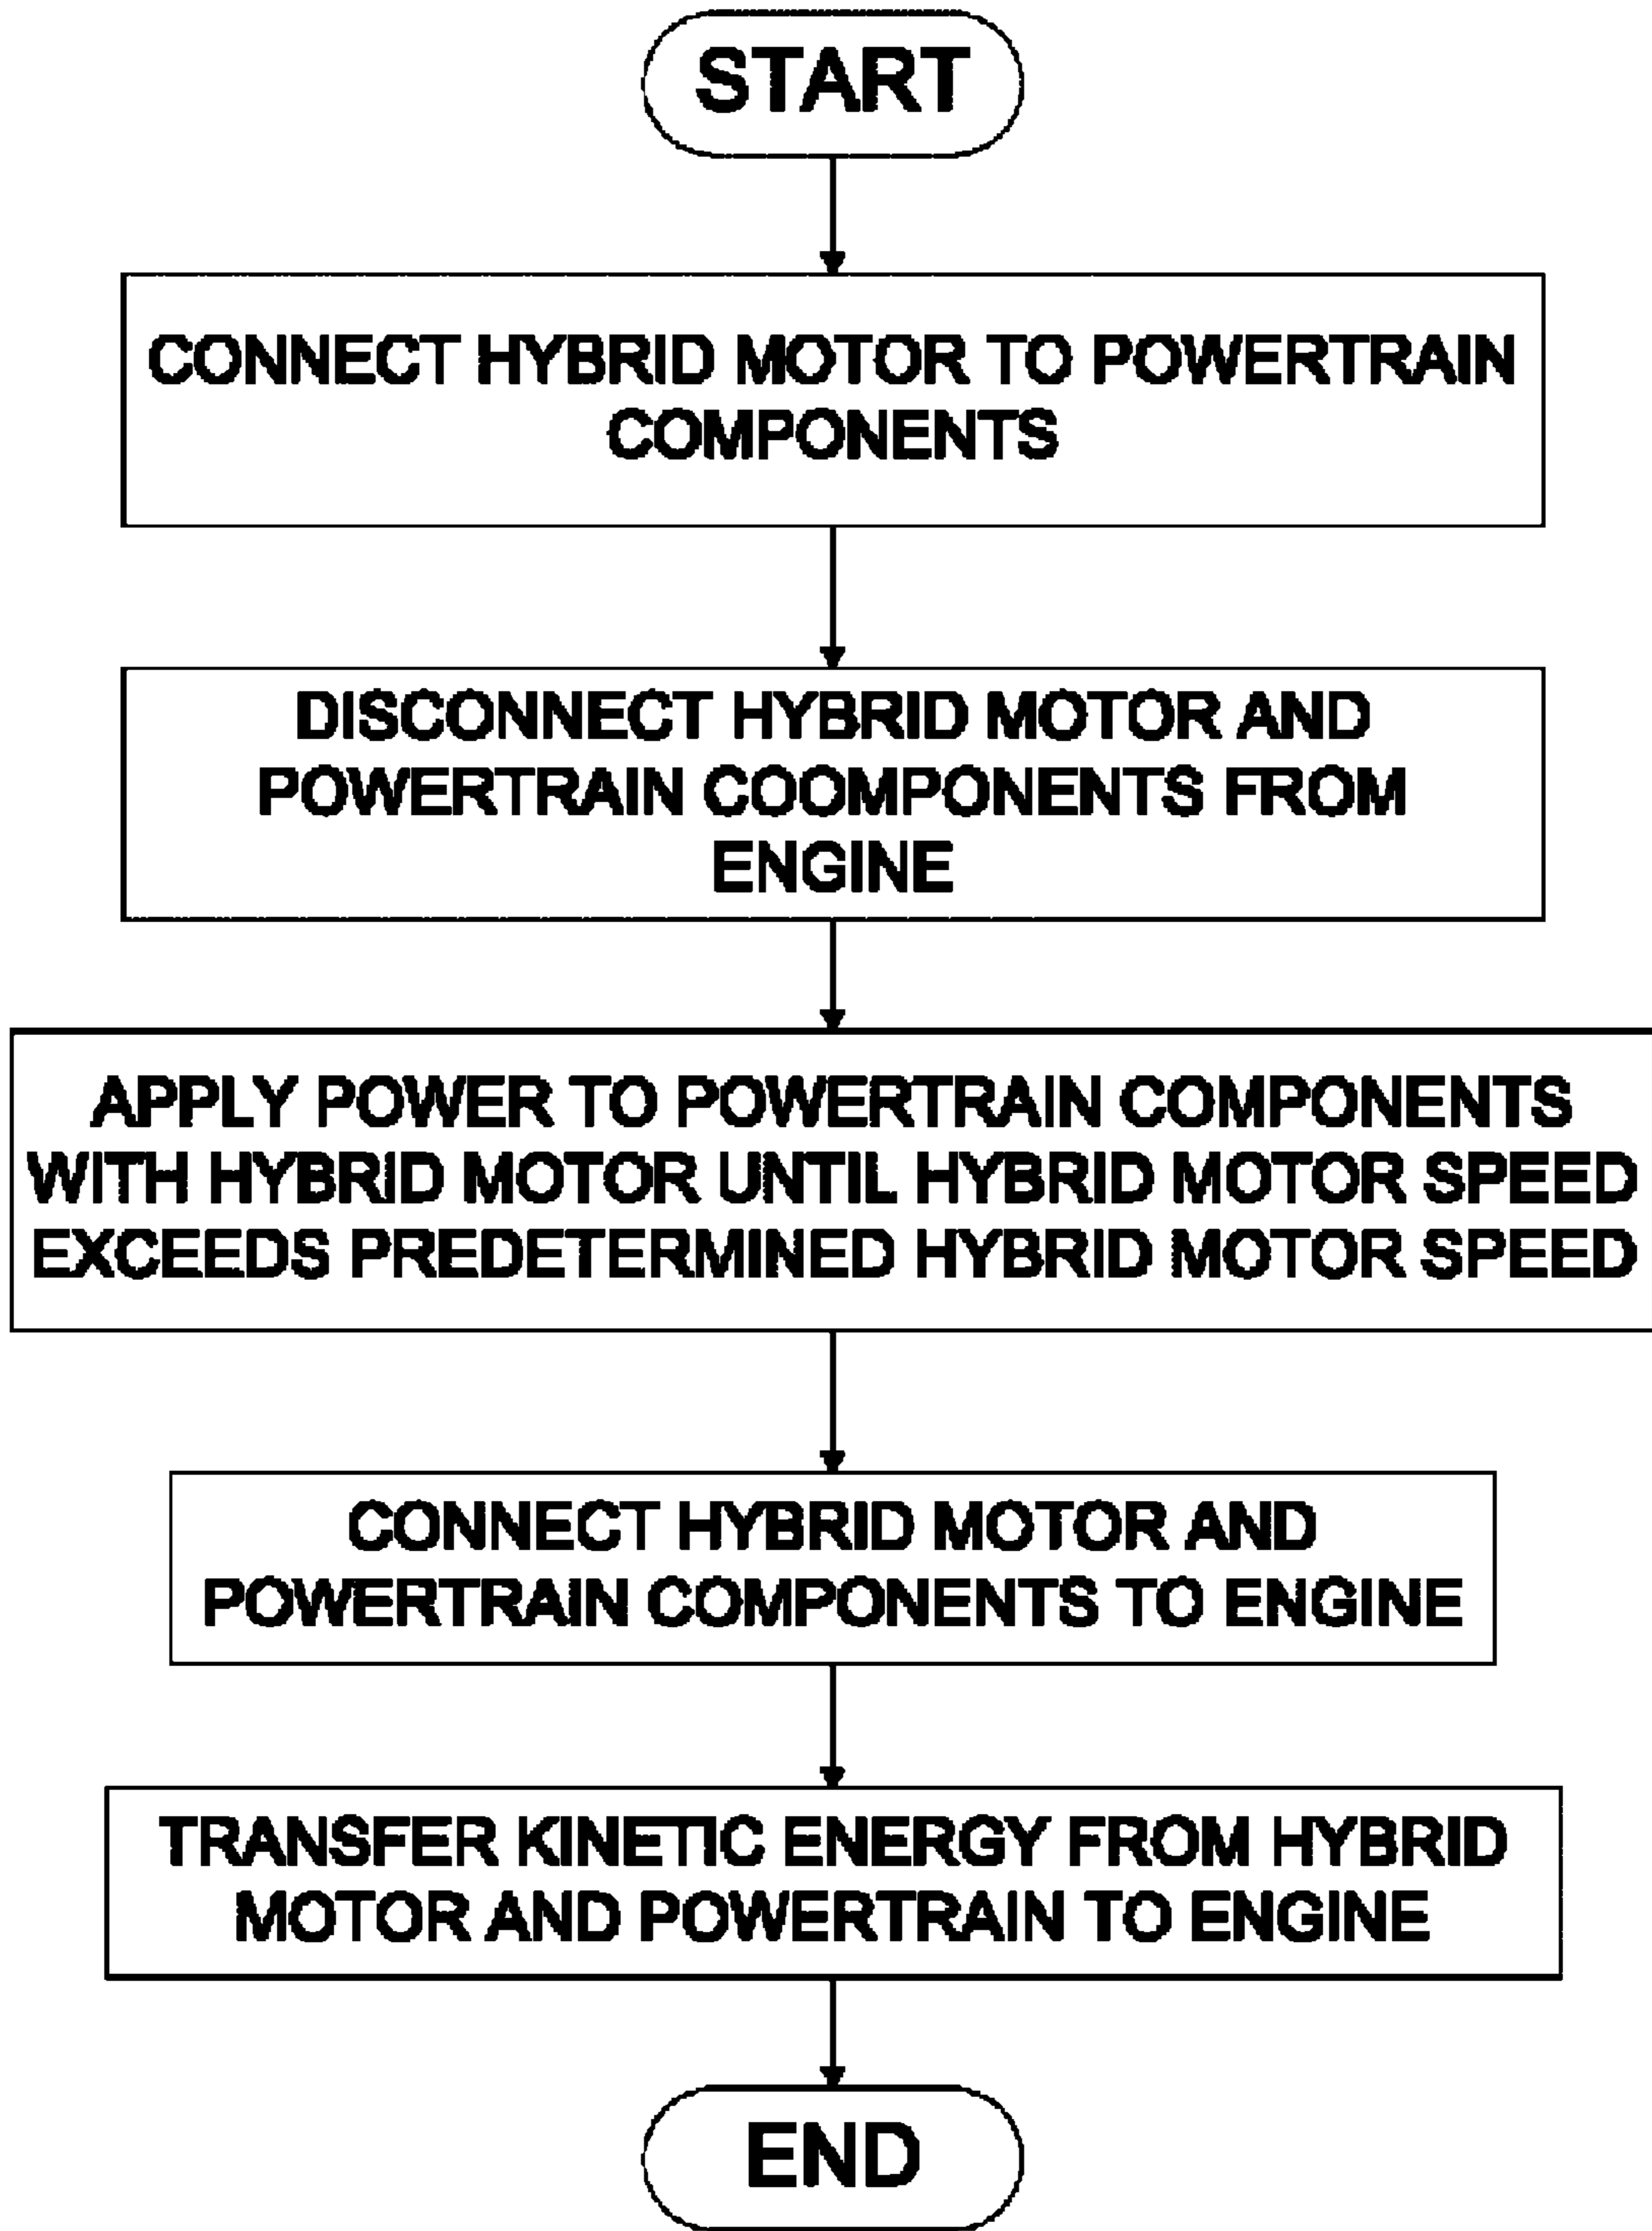 START
CONNECT HYBRID MOTOR TO POWERTRAIN
COMPONENTS
DISCONNECT HYBRID MOTOR AND
POWERTRAIN COOMPONENTS FROM
ENGINE
APPLY POWER TO POWERTRAIN COMPONENTS
WITH HYBRID MOTOR UNTIL HYBRID MOTOR SPEED
EXCEEDS PREDETERMINED HYBRID MOTOR SPEED
CONNECT HYBRID MOTOR AND
POWERTRAIN COMPONENTS TO ENGINE
TRANSFER KINETIC ENERGY FROM HYBRID
MOTOR AND POWERTRAIN TO ENGINE
END